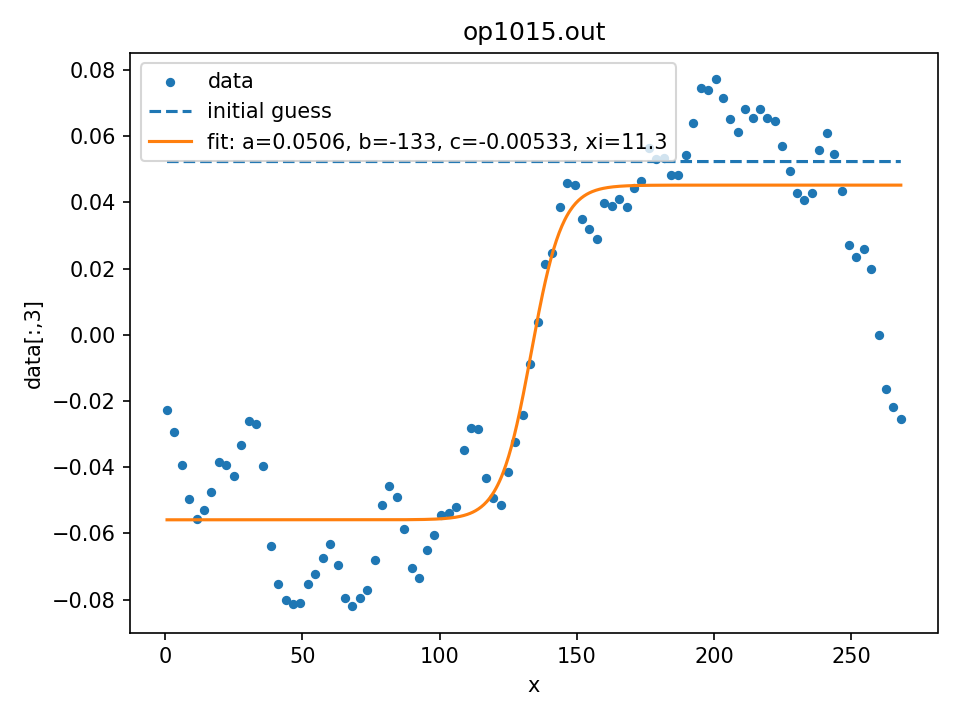 op1015.out
data
initial guess
fit: a=0.0506, b=-133, c=-0.00533, xi=11.3
0.08
0.06
0.04
0.02
0.00
−0.02
−0.04
−0.06
−0.08
data[:,3]
0 50 100 150 200 250
x